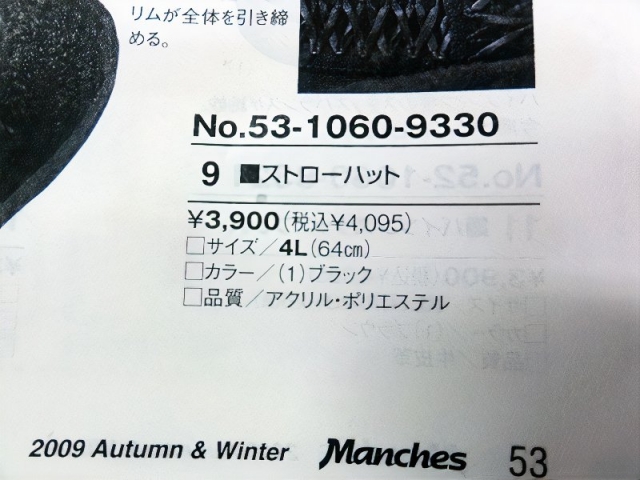 リムが全体を引き締
める。
No.53-1060-9330
9 ■ストローハット
¥3,900(税込¥4,095)
□サイズ/4L(64㎝)
□カラー/(1)ブラック
□品質/アクリル・ポリエステル
2009 Autumn & Winter Manches 53